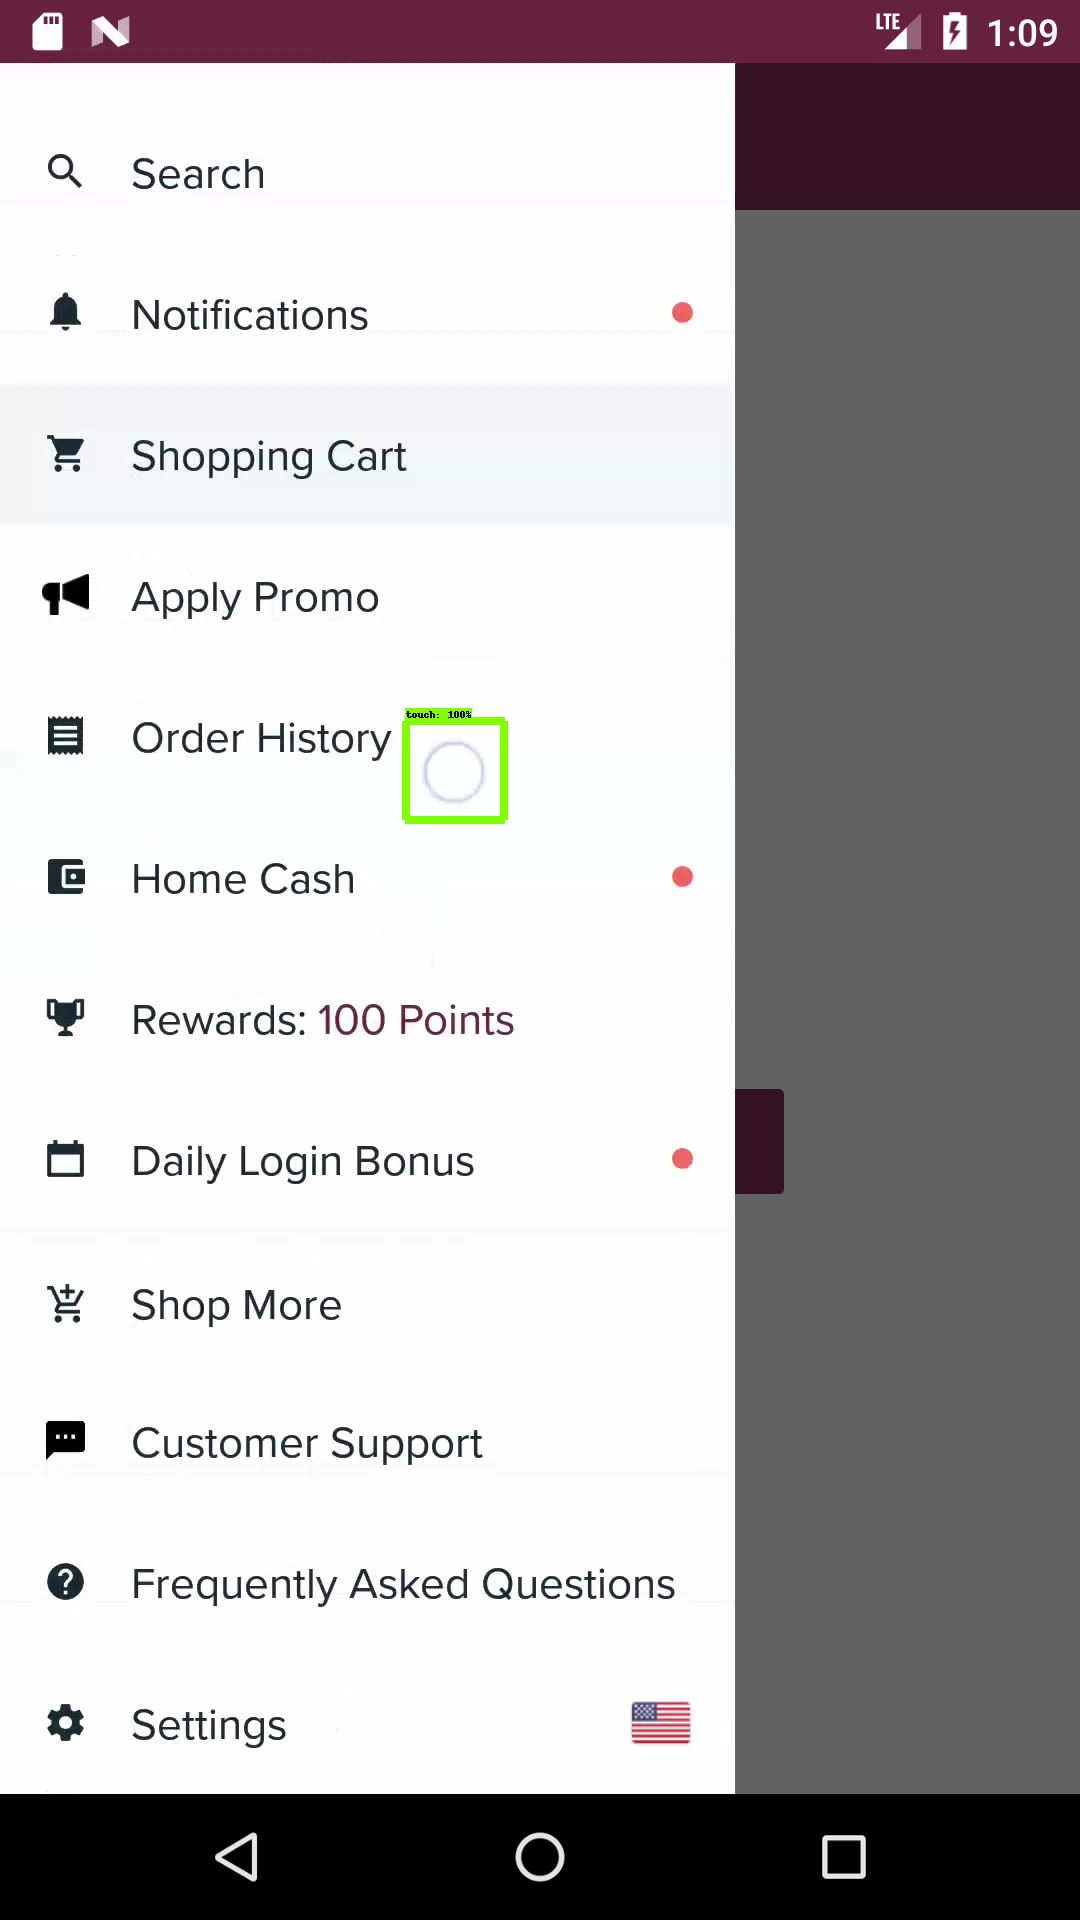 LTE 1:09
Search
Notifications
Shopping Cart
Apply Promo
Order History
touch: 100%
Home Cash
Rewards: 100 Points
Daily Login Bonus
Shop More
Customer Support
Frequently Asked Questions
Settings